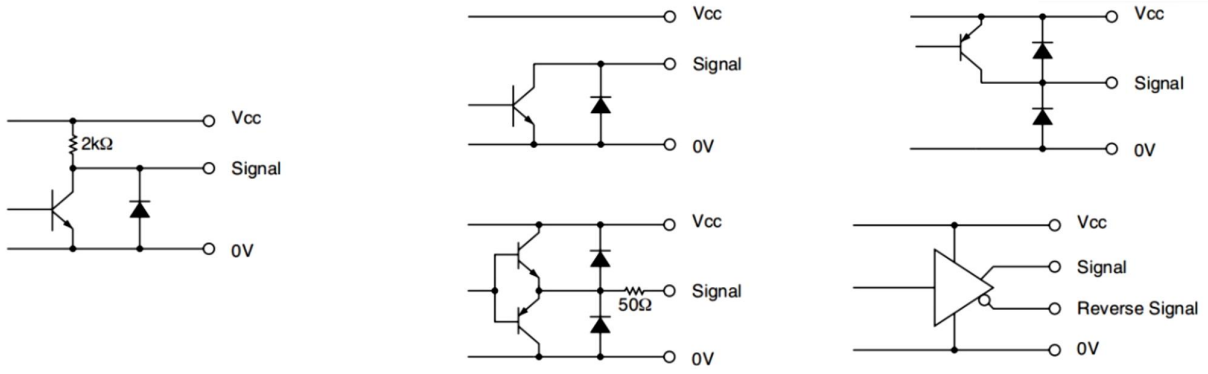 Vcc
2kΩ
Signal
0V
Vcc
Signal
0V
Vcc
Signal
0V
Vcc
Signal
50Ω
0V
Vcc
Signal
Reverse Signal
0V